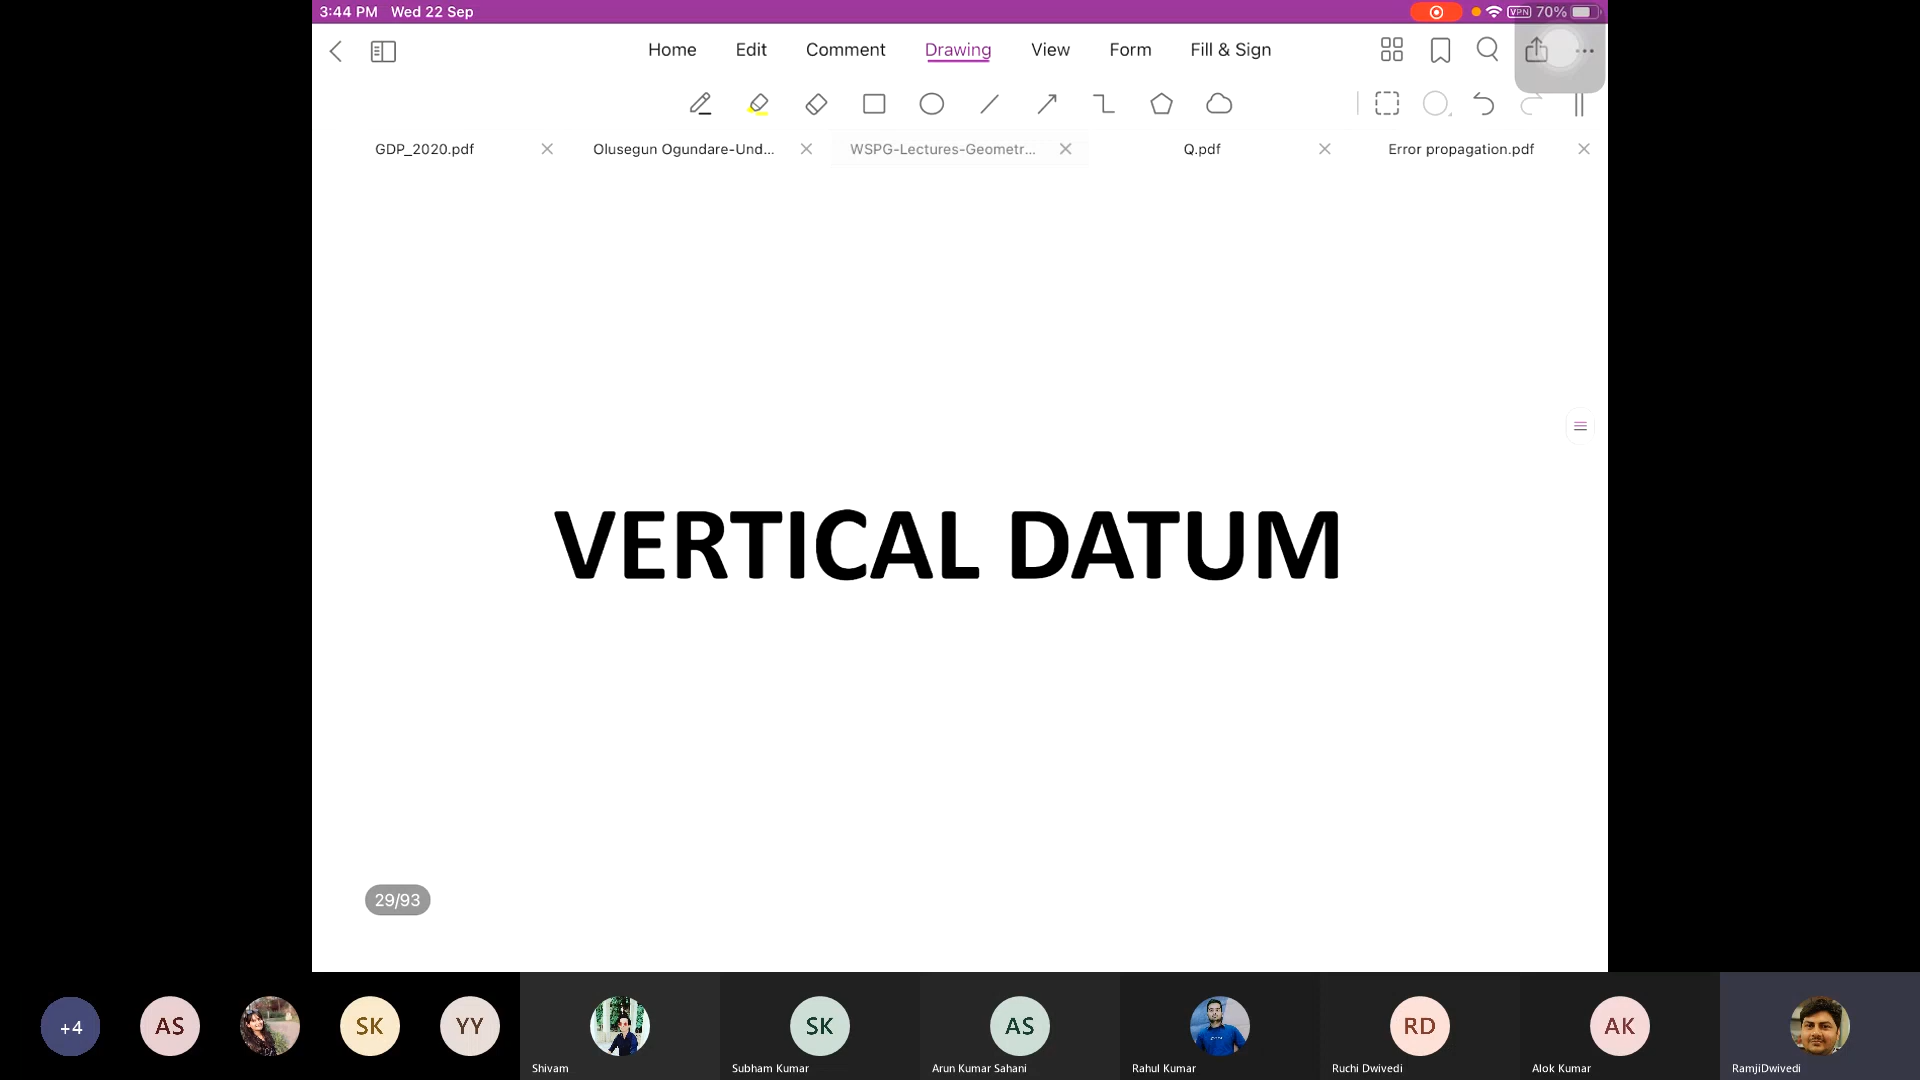 3:44 PM Wed 22 Sep
VPN 70%
Home Edit Comment Drawing View Form Fill & Sign
GDP_2020.pdf Olusegun Ogundare-Und... WSPG-Lectures-Geometr... Q.pdf Error propagation.pdf
VERTICAL DATUM
29/93
+4 AS SK YY SK AS RD AK
Shivam Subham Kumar Arun Kumar Sahani Rahul Kumar Ruchi Dwivedi Alok Kumar RamjiDwivedi